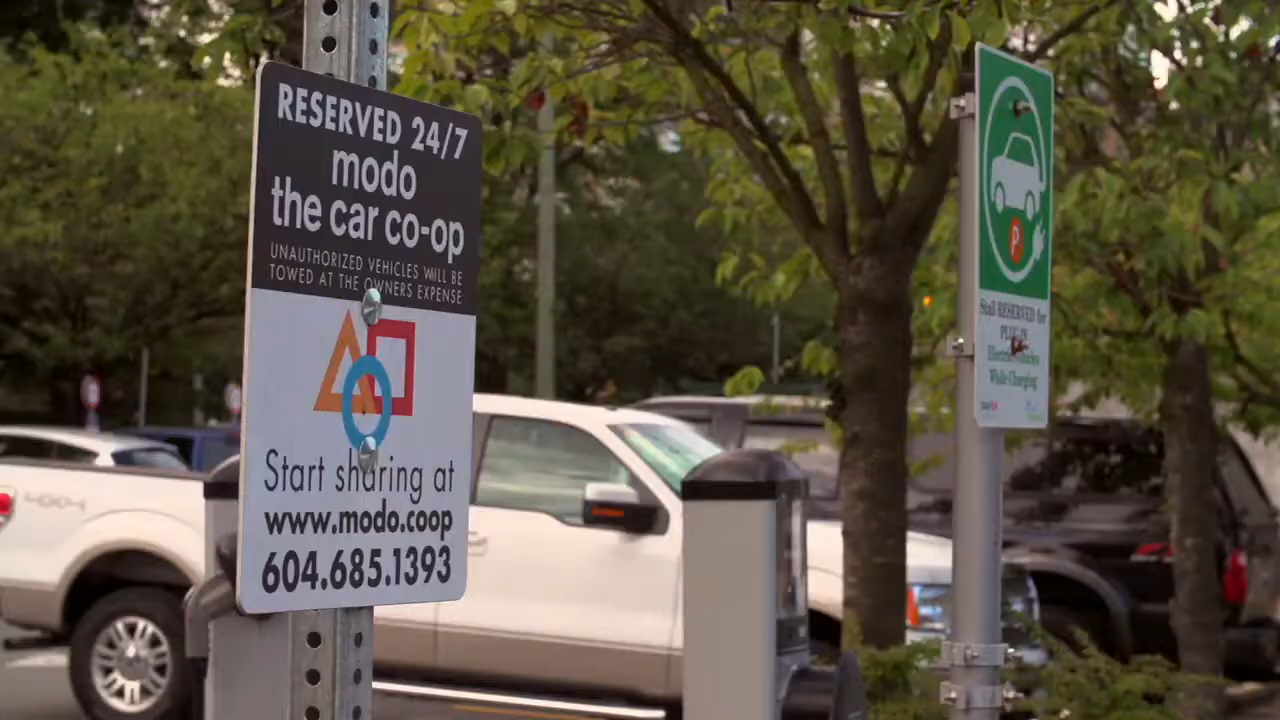 RESERVED 24/7
modo
the car co-op
UNAUTHORIZED VEHICLES WILL BE
TOWED AT THE OWNERS EXPENSE
Start sharing at
www.modo.coop
604.685.1393
P
Stall RESERVED for
PLUG-IN
Electric Vehicles
While Charging
4X4